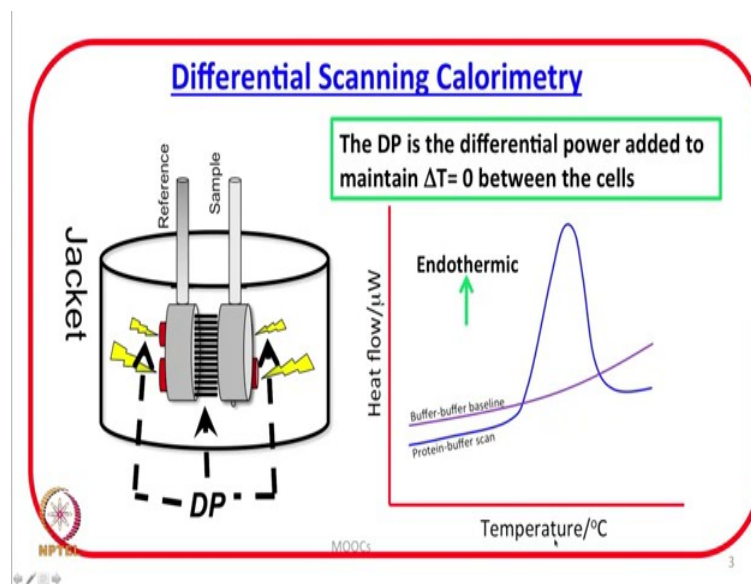 Differential Scanning Calorimetry
The DP is the differential power added to
maintain ΔT= 0 between the cells
Reference
Sample
Jacket
DP
Endothermic
Heat flow/μW
Buffer-buffer baseline
Protein-buffer scan
Temperature/°C
NPTEL
MOOCs
3